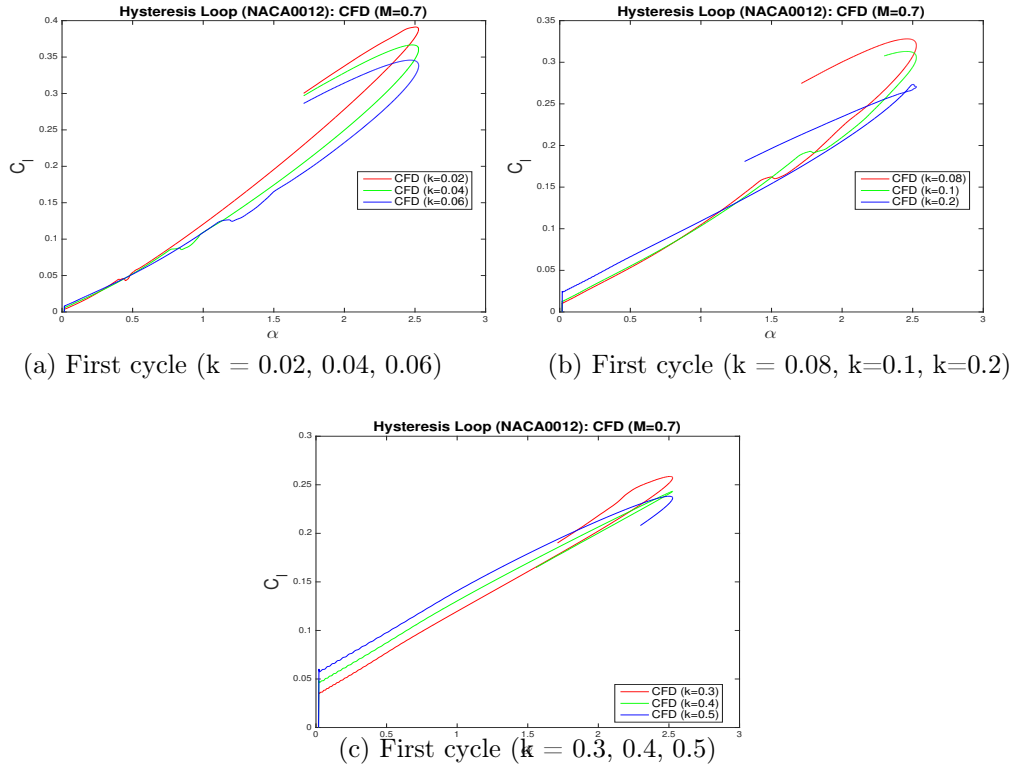 Hysteresis Loop (NACA0012): CFD (M=0.7)
0.4
0.35
0.3
0.25
0.2
0.15
0.1
0.05
0
C_l
CFD (k=0.02)
CFD (k=0.04)
CFD (k=0.06)
0 0.5 1 1.5 2 2.5 3
α
(a) First cycle (k = 0.02, 0.04, 0.06)
Hysteresis Loop (NACA0012): CFD (M=0.7)
0.35
0.3
0.25
0.2
0.15
0.1
0.05
0
C_l
CFD (k=0.08)
CFD (k=0.1)
CFD (k=0.2)
0 0.5 1 1.5 2 2.5 3
α
(b) First cycle (k = 0.08, k=0.1, k=0.2)
Hysteresis Loop (NACA0012): CFD (M=0.7)
0.3
0.25
0.2
0.15
0.1
0.05
0
C_l
CFD (k=0.3)
CFD (k=0.4)
CFD (k=0.5)
0 0.5 1 1.5 2 2.5 3
α
(c) First cycle (k = 0.3, 0.4, 0.5)